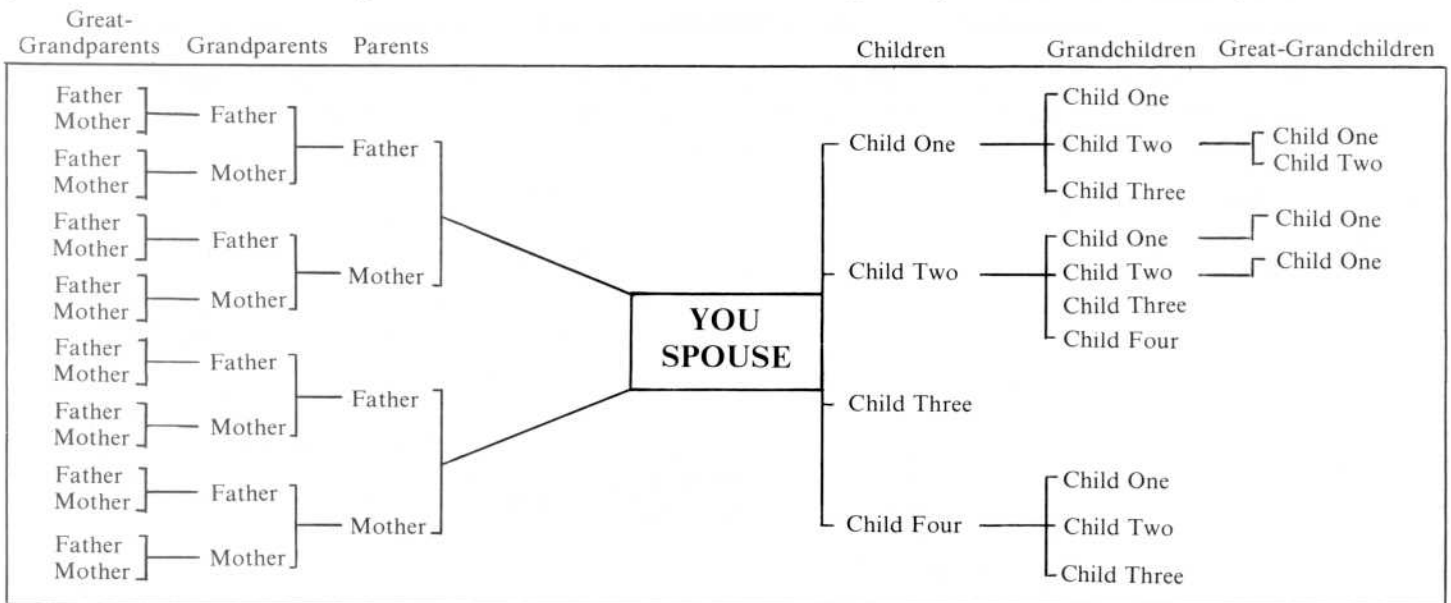 Great-
Grandparents Grandparents Parents Children Grandchildren Great-Grandchildren
Father
Mother
Father
Mother
Father
Mother
Father
Mother
Father
Mother
Father
Mother
Father
Mother
Father
Mother
Father
Mother
Father
Mother
Father
Mother
Father
Mother
Father
Mother
Father
Mother
YOU
SPOUSE
Child One
Child Two
Child Three
Child Four
Child One
Child Two
Child Three
Child One
Child Two
Child Three
Child Four
Child One
Child Two
Child Three
Child One
Child Two
Child One
Child One